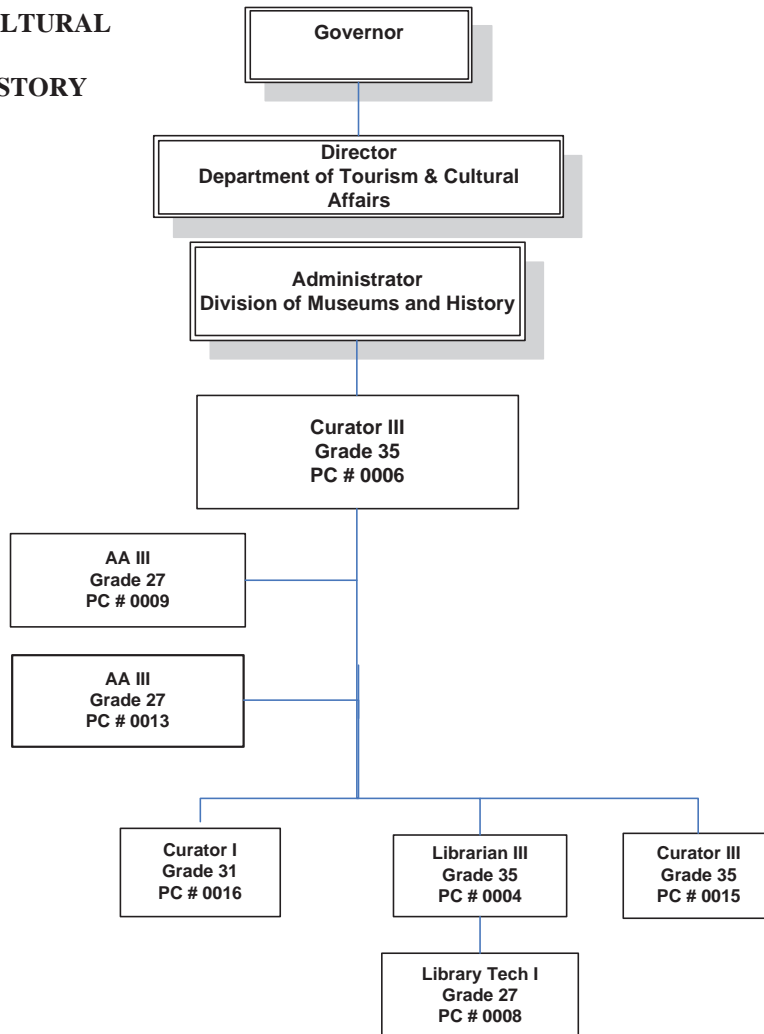 Governor
Director
Department of Tourism & Cultural
Affairs
Administrator
Division of Museums and History
Curator III
Grade 35
PC # 0006
AA III
Grade 27
PC # 0009
AA III
Grade 27
PC # 0013
Curator I
Grade 31
PC # 0016
Librarian III
Grade 35
PC # 0004
Curator III
Grade 35
PC # 0015
Library Tech I
Grade 27
PC # 0008